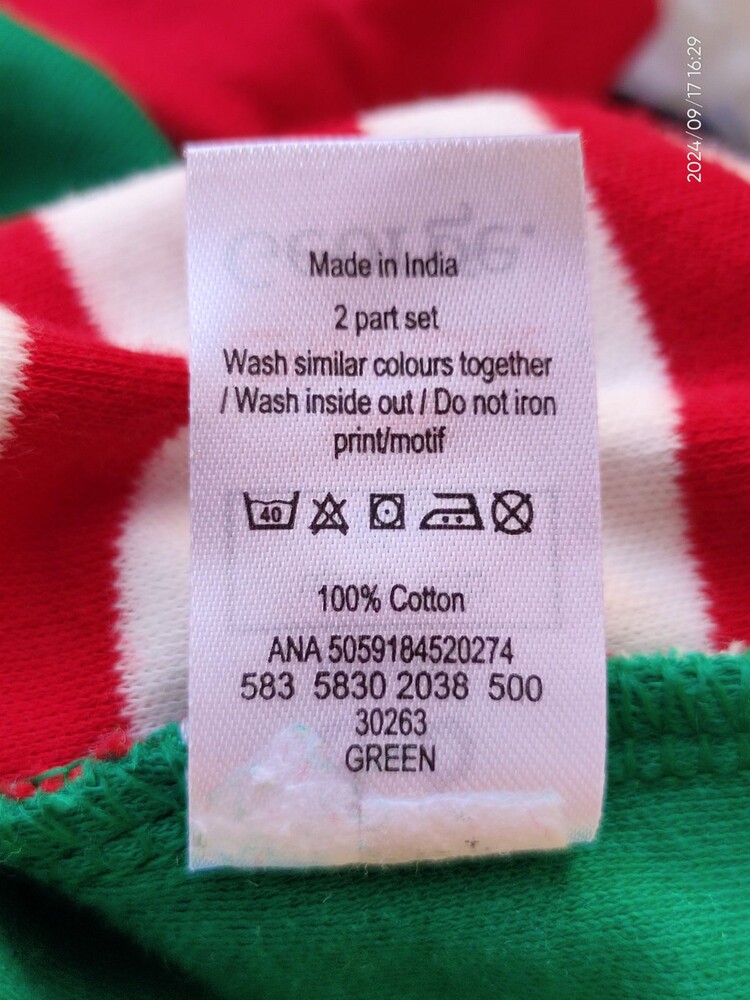 2024/09/17 16:29
Made in India
2 part set
Wash similar colours together
/ Wash inside out / Do not iron
print/motif
40
100% Cotton
ANA 5059184520274
583 5830 2038 500
30263
GREEN